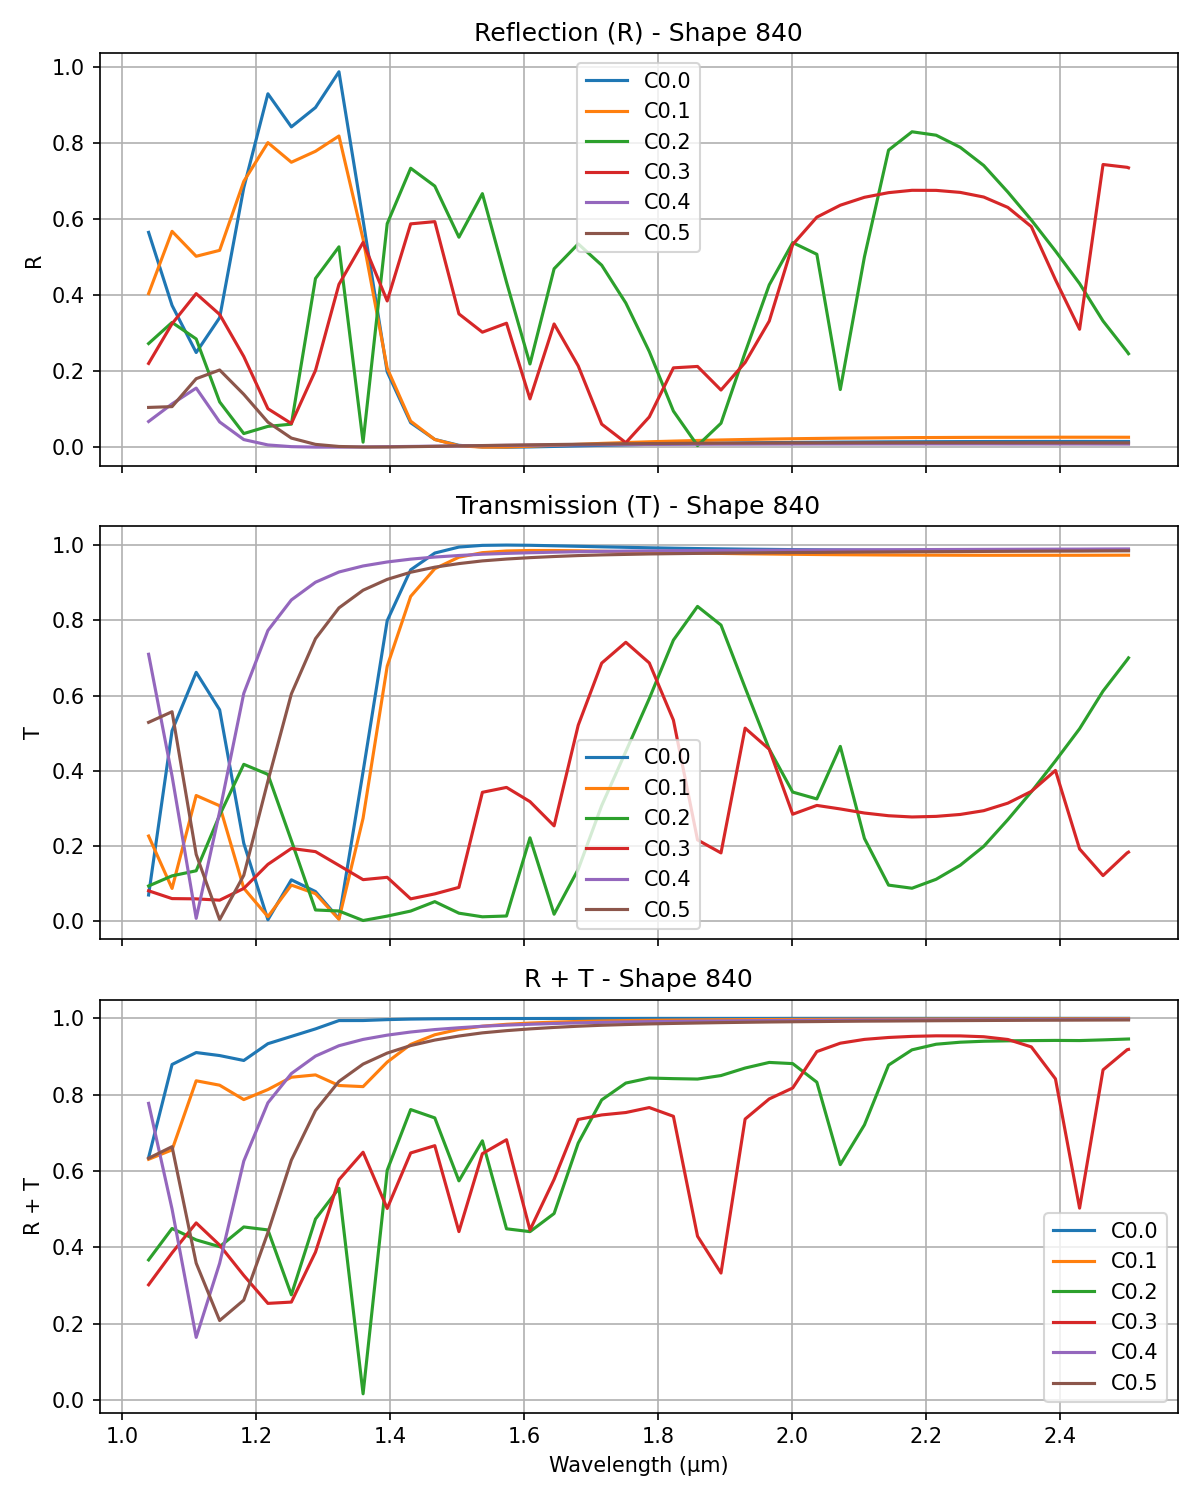 Reflection (R) - Shape 840
1.0
0.8
0.6
0.4
0.2
0.0
R
C0.0
C0.1
C0.2
C0.3
C0.4
C0.5
Transmission (T) - Shape 840
1.0
0.8
0.6
0.4
0.2
0.0
T
C0.0
C0.1
C0.2
C0.3
C0.4
C0.5
R + T - Shape 840
1.0
0.8
0.6
0.4
0.2
0.0
R + T
C0.0
C0.1
C0.2
C0.3
C0.4
C0.5
1.0 1.2 1.4 1.6 1.8 2.0 2.2 2.4
Wavelength (μm)